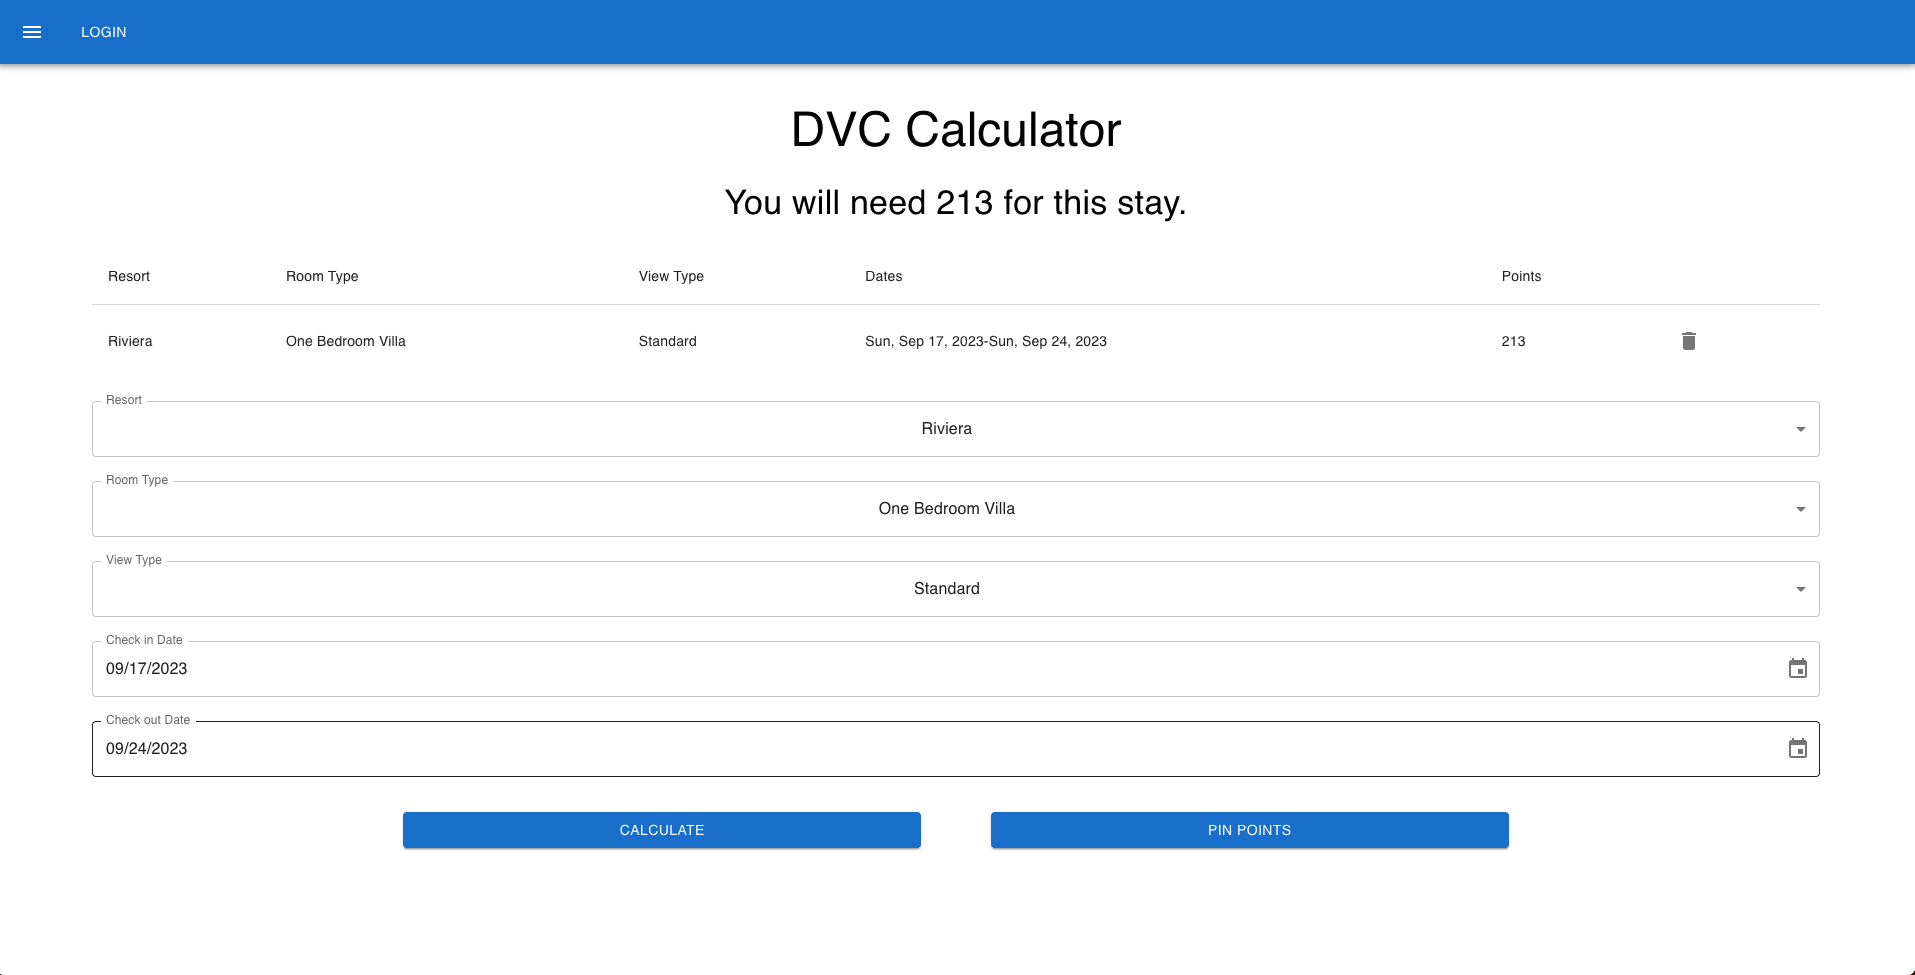 LOGIN
DVC Calculator
You will need 213 for this stay.
Resort Room Type View Type Dates Points
Riviera One Bedroom Villa Standard Sun, Sep 17, 2023-Sun, Sep 24, 2023 213
Resort
Riviera
Room Type
One Bedroom Villa
View Type
Standard
Check in Date
09/17/2023
Check out Date
09/24/2023
CALCULATE PIN POINTS